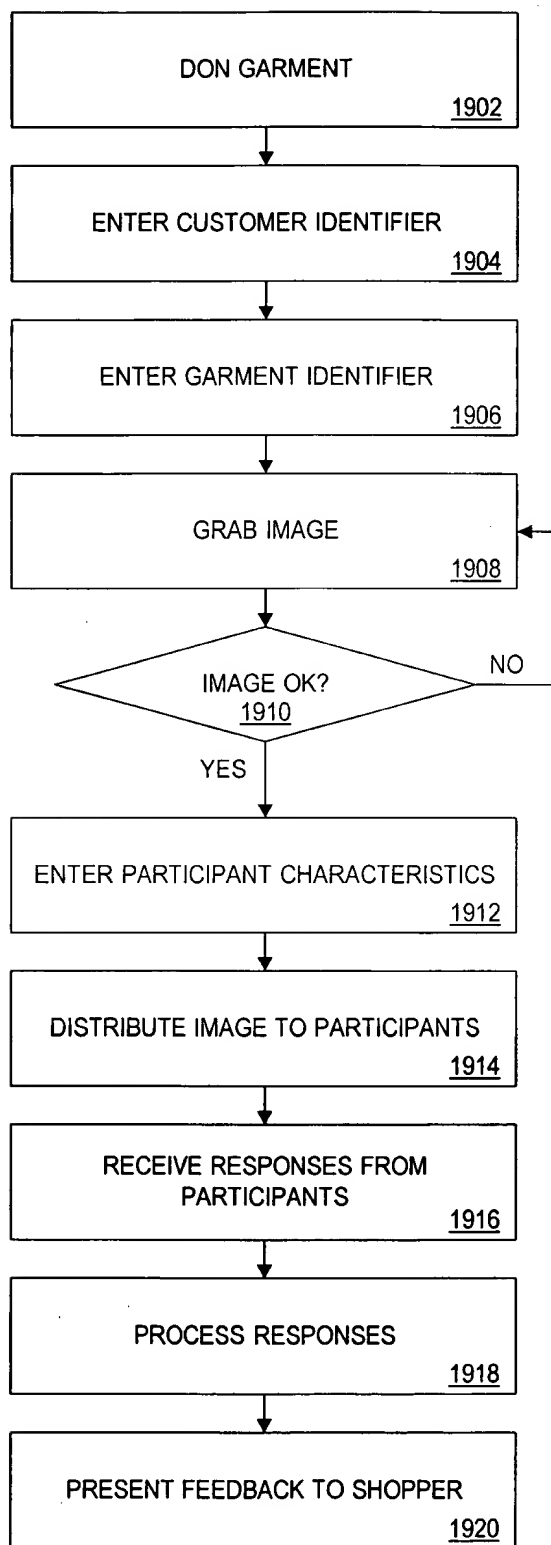 DON GARMENT
1902
ENTER CUSTOMER IDENTIFIER
1904
ENTER GARMENT IDENTIFIER
1906
GRAB IMAGE
1908
IMAGE OK?
1910
NO
YES
ENTER PARTICIPANT CHARACTERISTICS
1912
DISTRIBUTE IMAGE TO PARTICIPANTS
1914
RECEIVE RESPONSES FROM
PARTICIPANTS
1916
PROCESS RESPONSES
1918
PRESENT FEEDBACK TO SHOPPER
1920